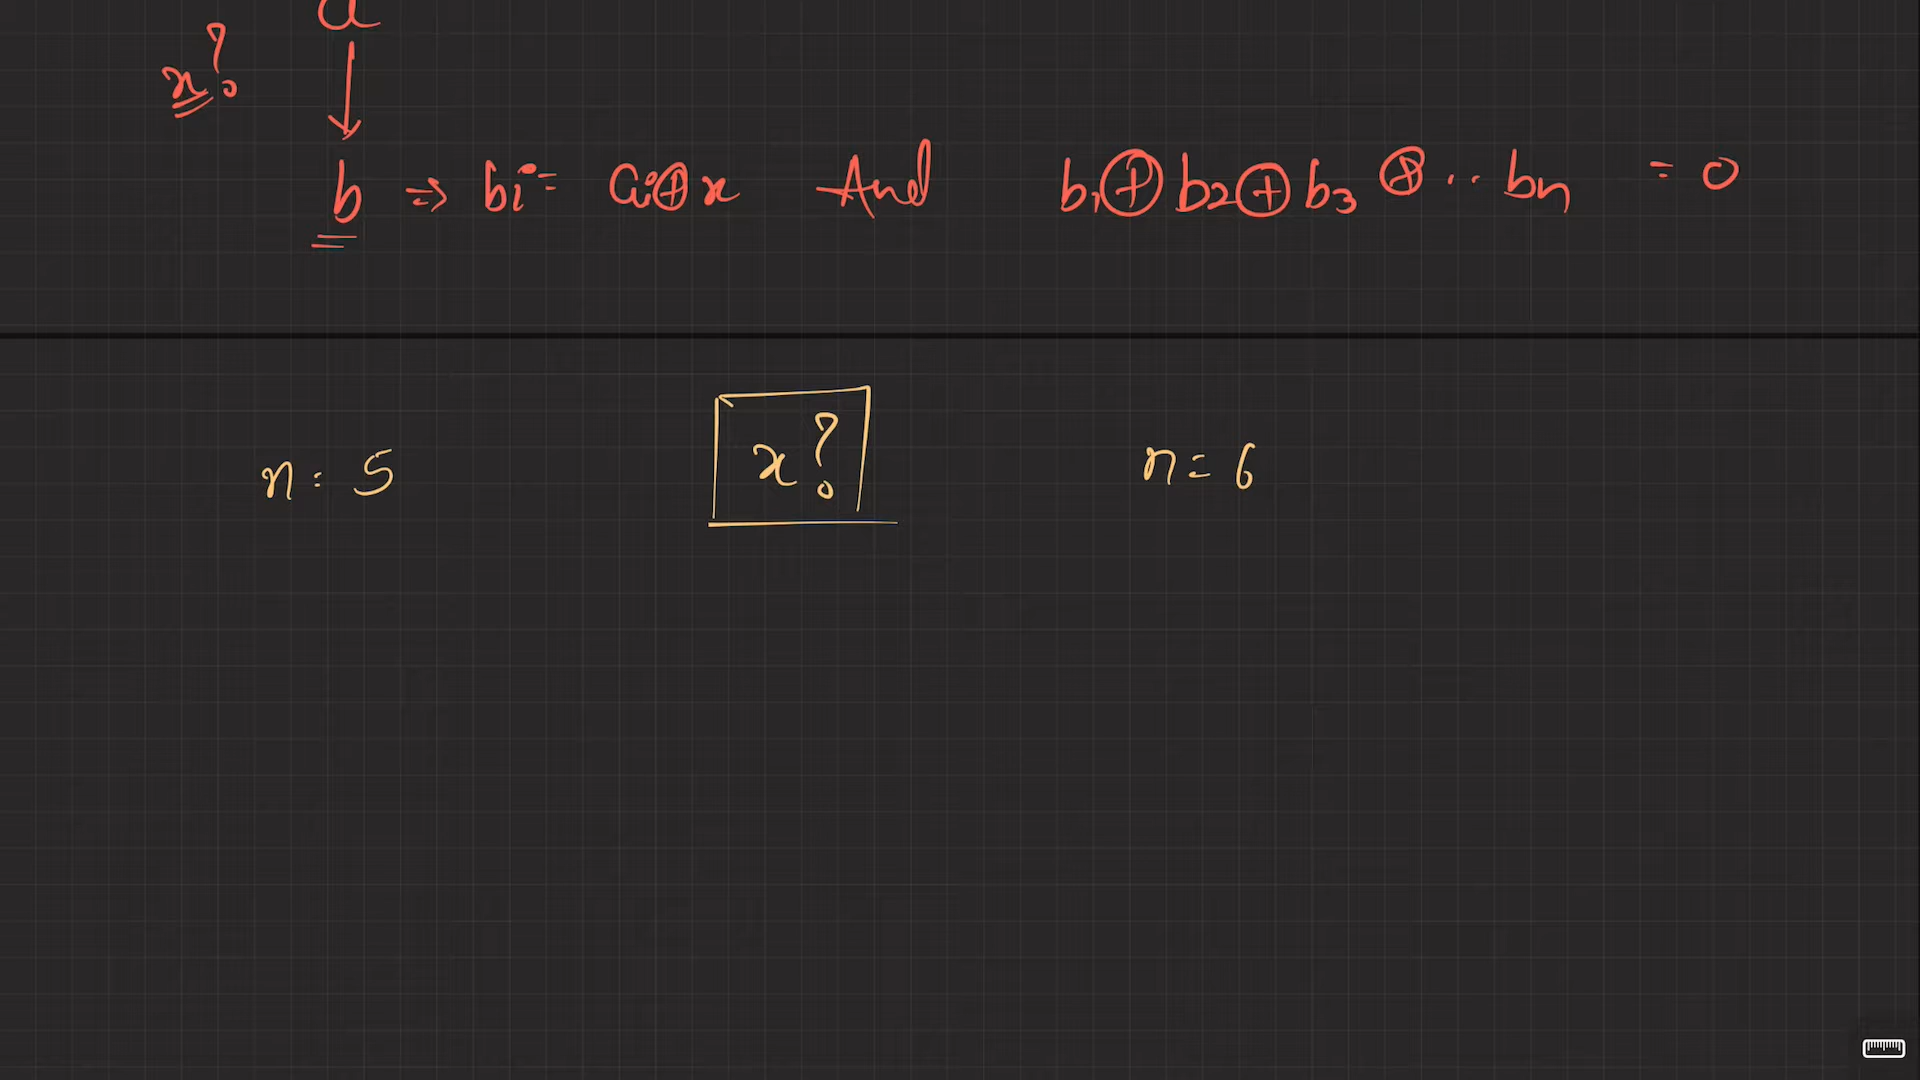 a
x?
b ⇒ bi = ai⊕x And b1⊕b2⊕b3⊕..bn = 0
n = 5 x? n = 6